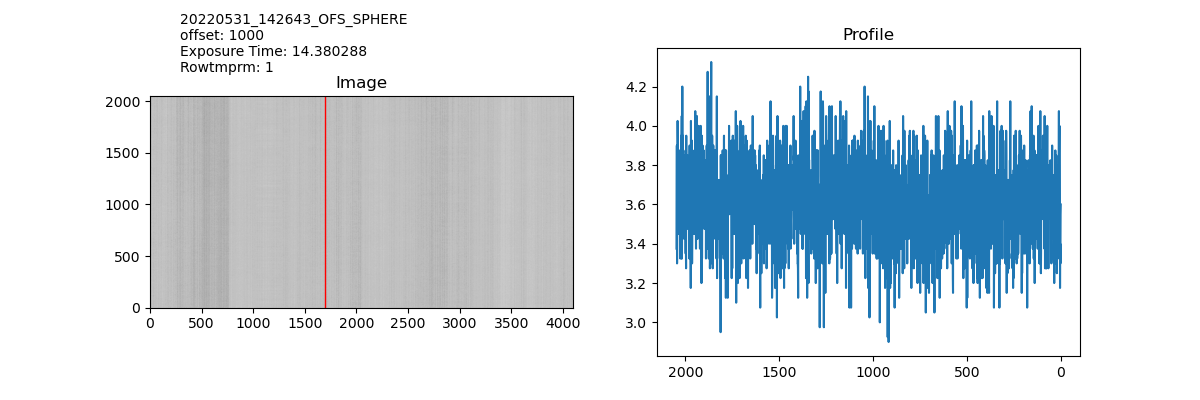 20220531_142643_OFS_SPHERE
offset: 1000
Exposure Time: 14.380288
Rowtmprm: 1
Image
2000
1500
1000
500
0
0 500 1000 1500 2000 2500 3000 3500 4000
Profile
4.2
4.0
3.8
3.6
3.4
3.2
3.0
2000 1500 1000 500 0